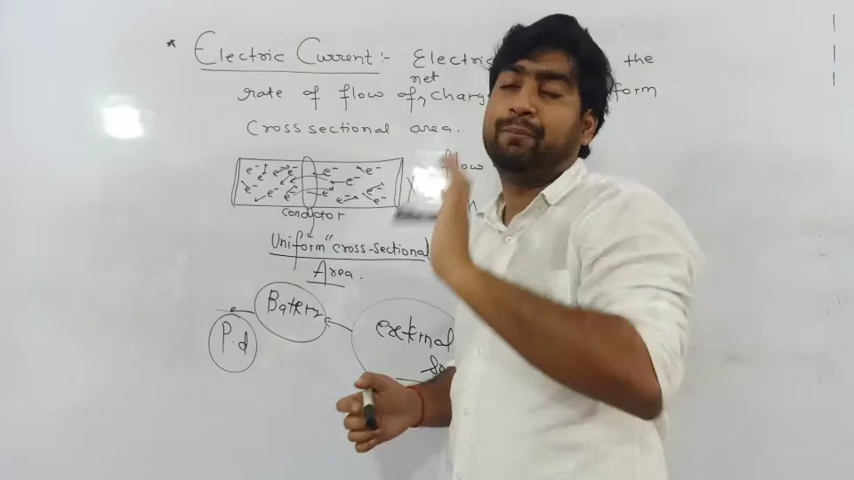 * Electric Current :- Electric the
rate of flow of net charg form
Cross sectional area.
e⁻ e⁻ e⁻ e⁻ e⁻ e⁻ e⁻ e⁻ e⁻ e⁻ e⁻ e⁻ e⁻
flow
conductor
Uniform" cross-sectional
Area.
Battery
P.d
external